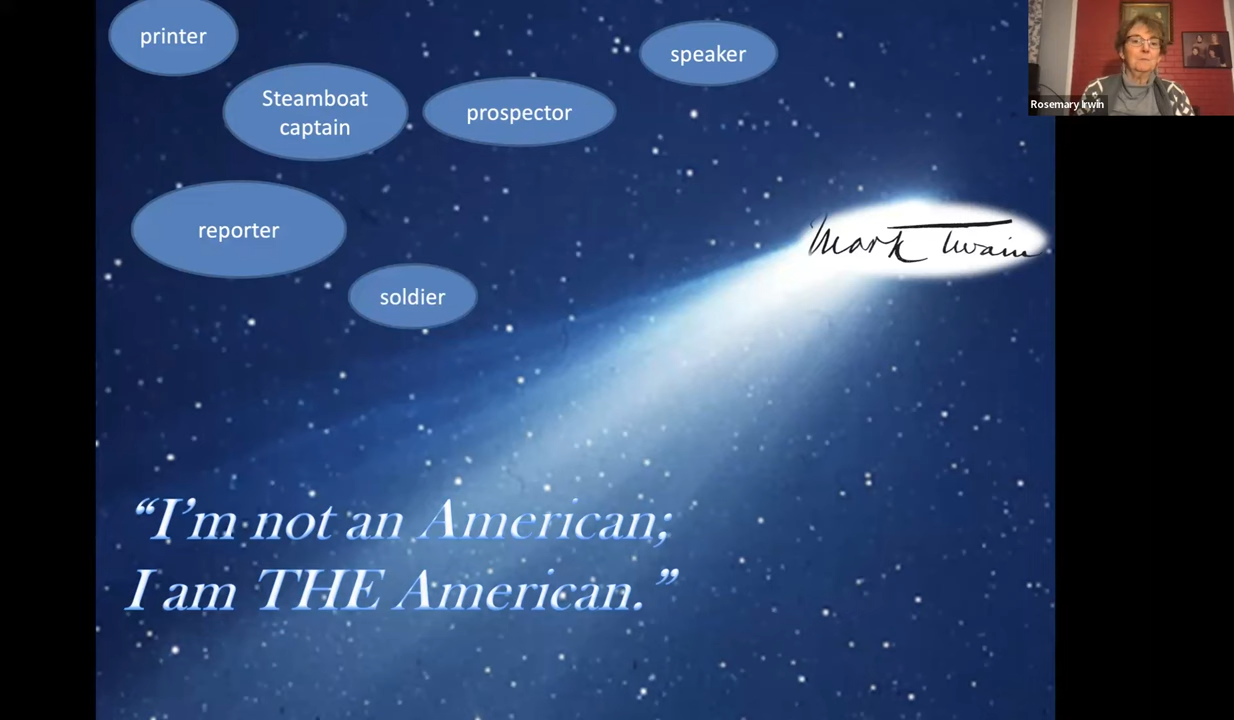 printer
speaker
Steamboat
captain
prospector
Rosemary Irwin
reporter
Mark Twain
soldier
“I’m not an American;
I am THE American.”